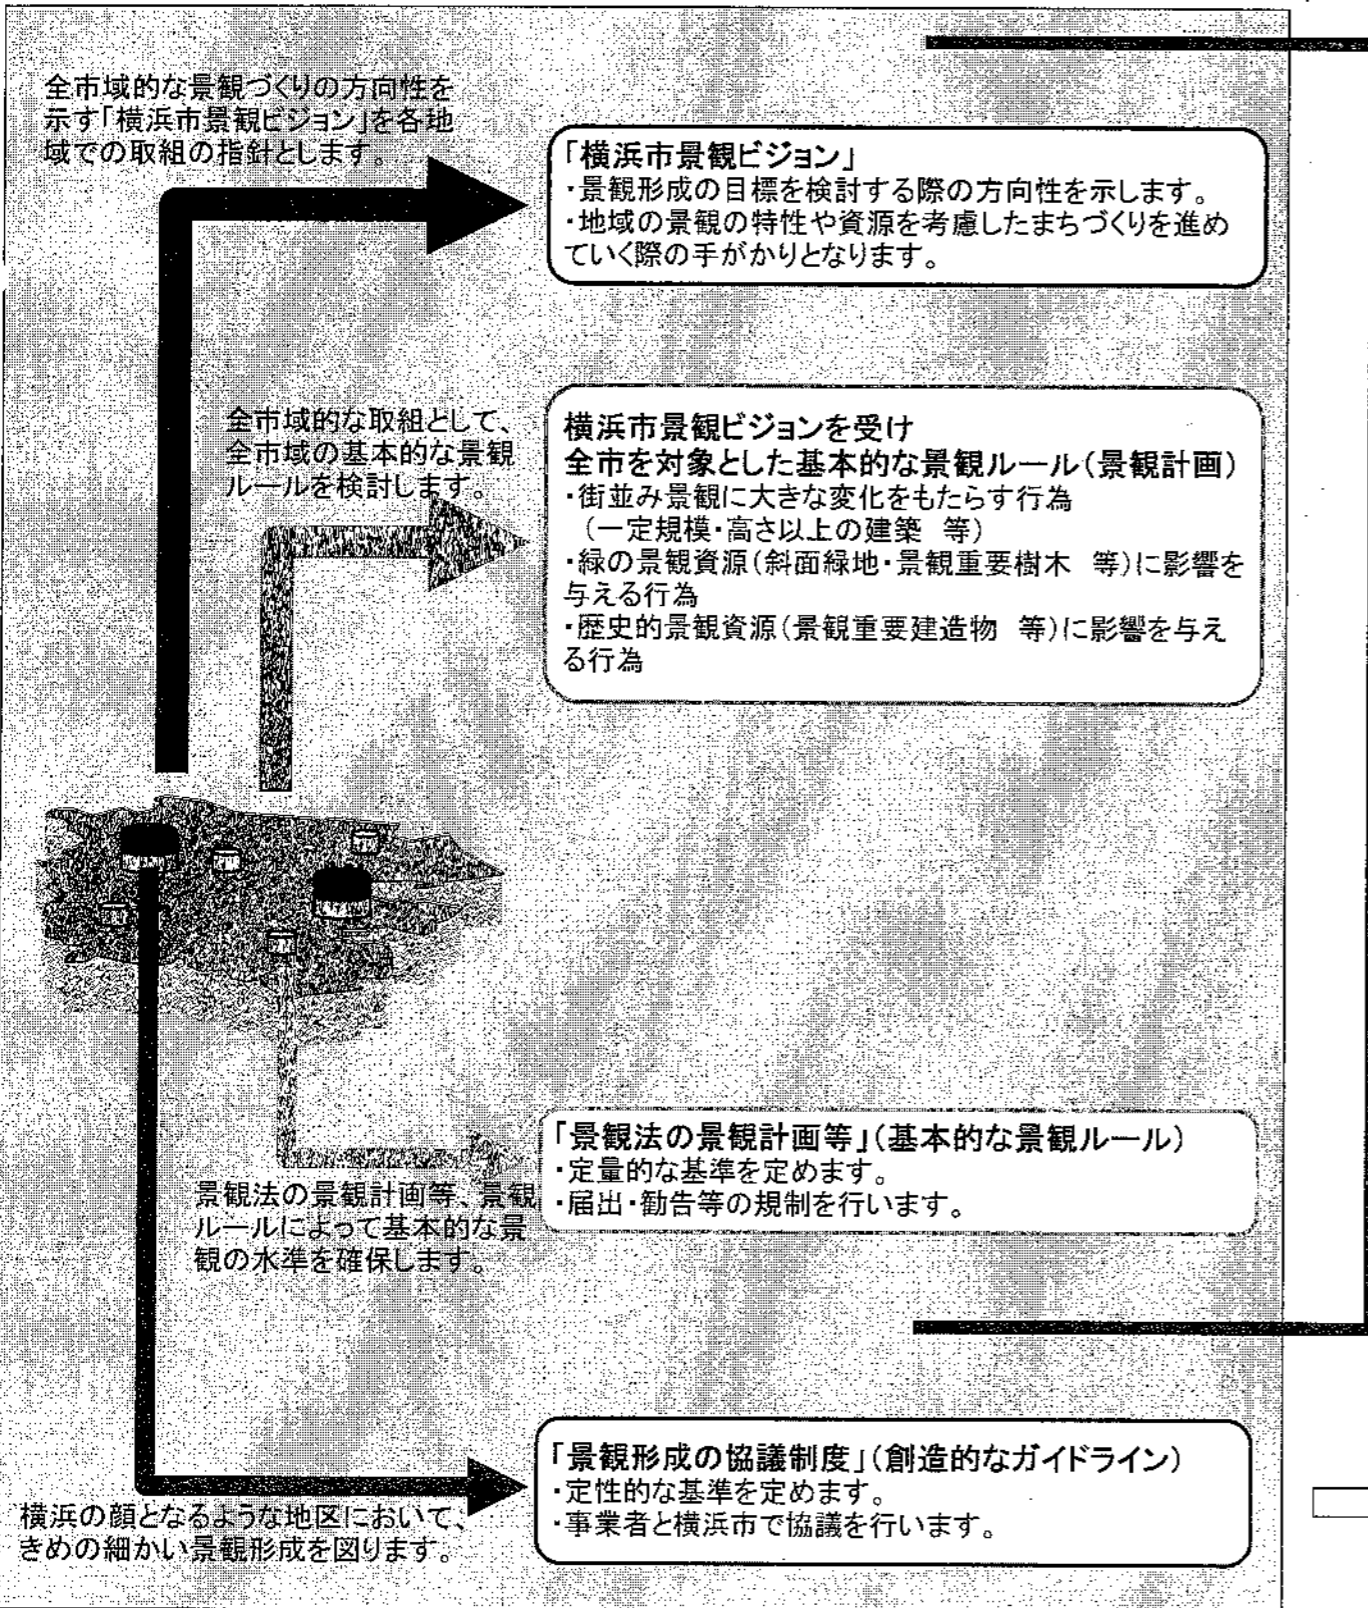 全市域的な景観づくりの方向性を
示す「横浜市景観ビジョン」を各地
域での取組の指針とします。
「横浜市景観ビジョン」
・景観形成の目標を検討する際の方向性を示します。
・地域の景観の特性や資源を考慮したまちづくりを進め
ていく際の手がかりとなります。
全市域的な取組として、
全市域の基本的な景観
ルールを検討します。
横浜市景観ビジョンを受け
全市を対象とした基本的な景観ルール(景観計画)
・街並み景観に大きな変化をもたらす行為
(一定規模・高さ以上の建築 等)
・緑の景観資源(斜面緑地・景観重要樹木 等)に影響を
与える行為
・歴史的景観資源(景観重要建造物 等)に影響を与え
る行為
「景観法の景観計画等」(基本的な景観ルール)
・定量的な基準を定めます。
・届出・勧告等の規制を行います。
景観法の景観計画等、景観
ルールによって基本的な景
観の水準を確保します。
「景観形成の協議制度」(創造的なガイドライン)
・定性的な基準を定めます。
・事業者と横浜市で協議を行います。
横浜の顔となるような地区において、
きめの細かい景観形成を図ります。